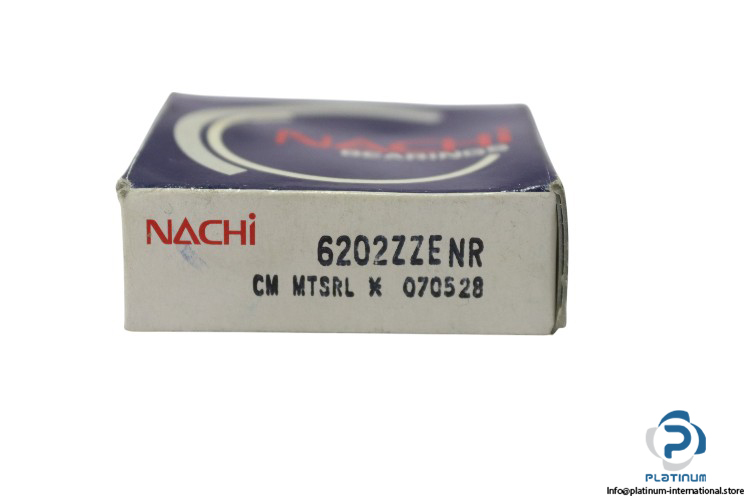 NACHi
BEARINGS
NACHi
6202ZZENR
CM MTSRL * 070528
PLATINUM
Info@platinum-international.store